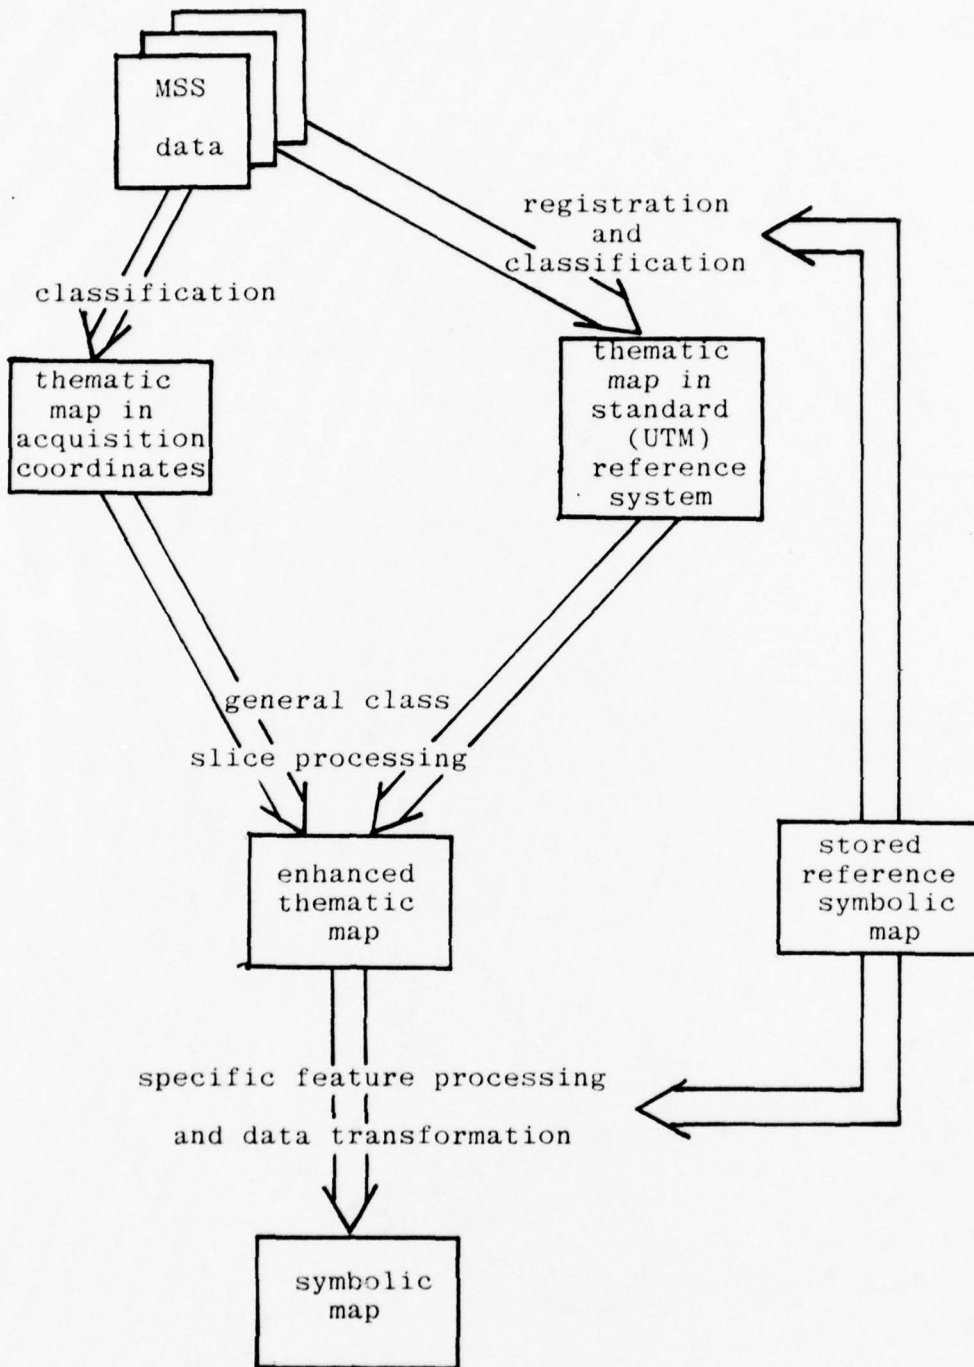 MSS
data
registration
and
classification
classification
thematic
map in
acquisition
coordinates
thematic
map in
standard
(UTM)
reference
system
general class
slice processing
enhanced
thematic
map
stored
reference
symbolic
map
specific feature processing
and data transformation
symbolic
map